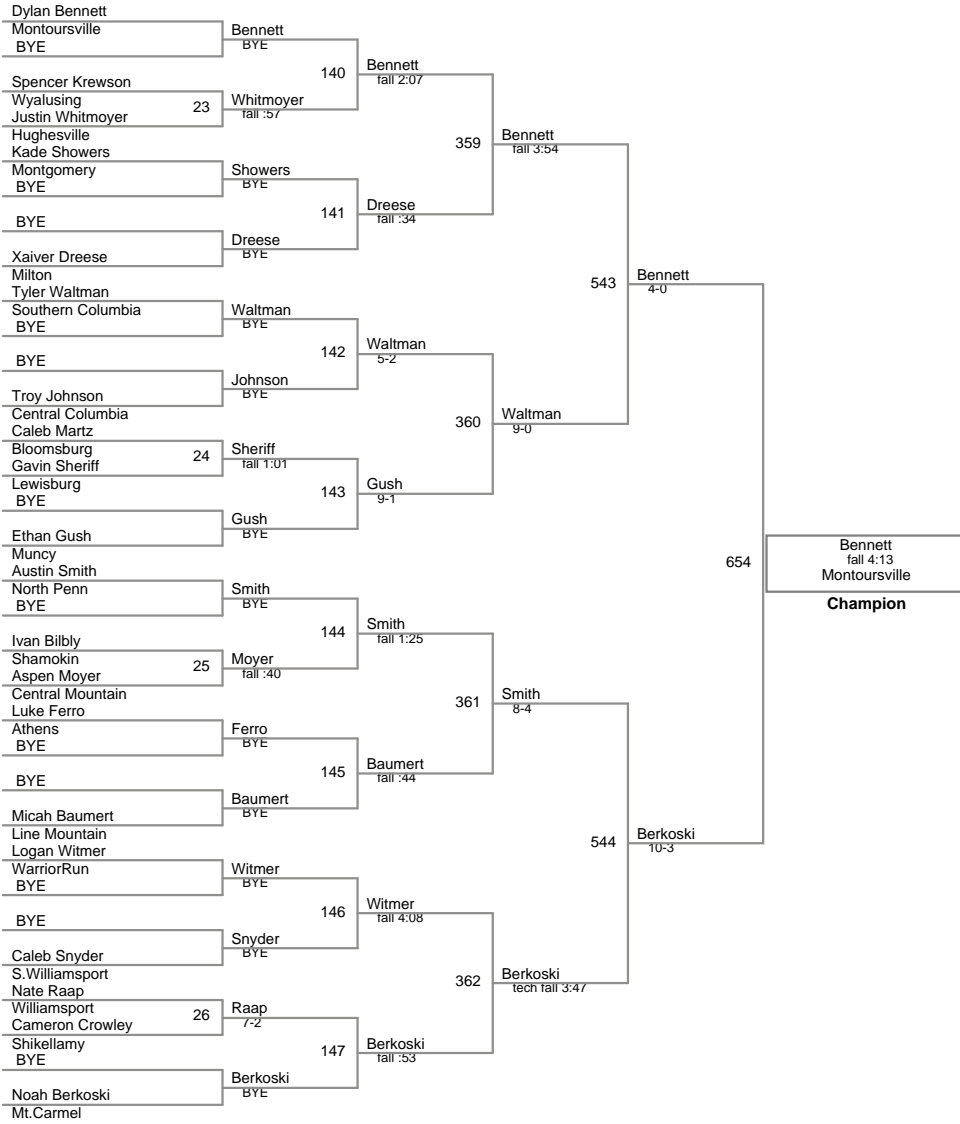 Dylan Bennett
Montoursville
BYE
Bennett
BYE
140
Bennett
fall 2:07
Spencer Krewson
Wyalusing
23
Justin Whitmoyer
Hughesville
Whitmoyer
fall :57
359
Bennett
fall 3:54
Kade Showers
Montgomery
BYE
Showers
BYE
141
Dreese
fall :34
BYE
Xaiver Dreese
Milton
Dreese
BYE
543
Bennett
4-0
Tyler Waltman
Southern Columbia
BYE
Waltman
BYE
142
Waltman
5-2
BYE
Troy Johnson
Central Columbia
Johnson
BYE
360
Waltman
9-0
Caleb Martz
Bloomsburg
24
Gavin Sheriff
Lewisburg
Sheriff
fall 1:01
143
Gush
9-1
BYE
Ethan Gush
Muncy
Gush
BYE
654
Bennett
fall 4:13
Montoursville
Champion
Austin Smith
North Penn
BYE
Smith
BYE
144
Smith
fall 1:25
Ivan Bilbly
Shamokin
25
Aspen Moyer
Central Mountain
Moyer
fall :40
361
Smith
8-4
Luke Ferro
Athens
BYE
Ferro
BYE
145
Baumert
fall :44
BYE
Micah Baumert
Line Mountain
Baumert
BYE
544
Berkoski
10-3
Logan Witmer
WarriorRun
BYE
Witmer
BYE
146
Witmer
fall 4:08
BYE
Caleb Snyder
S.Williamsport
Snyder
BYE
362
Berkoski
tech fall 3:47
Nate Raap
Williamsport
26
Cameron Crowley
Shikellamy
Raap
7-2
147
Berkoski
fall :53
BYE
Noah Berkoski
Mt.Carmel
Berkoski
BYE